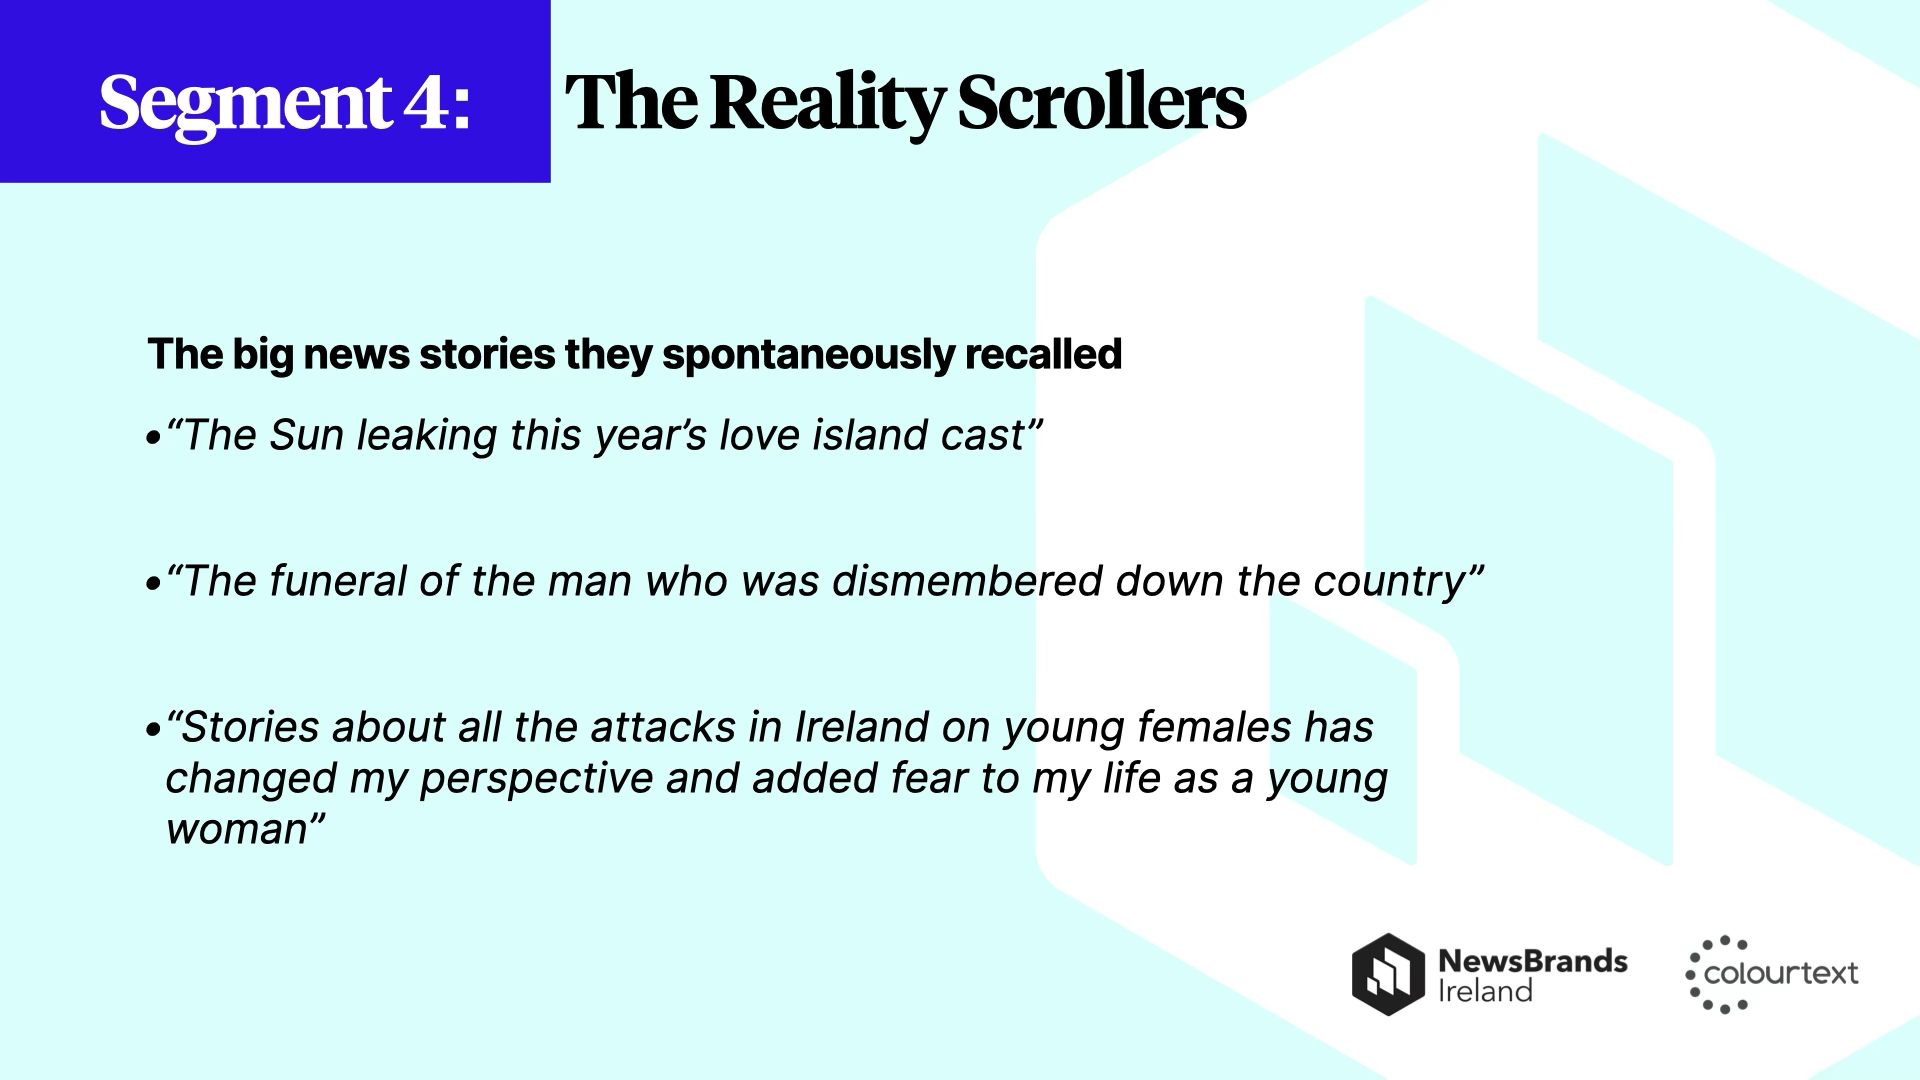 Segment 4: The Reality Scrollers
The big news stories they spontaneously recalled
•“The Sun leaking this year’s love island cast”
•“The funeral of the man who was dismembered down the country”
•“Stories about all the attacks in Ireland on young females has
changed my perspective and added fear to my life as a young
woman”
NewsBrands
Ireland
colourtext